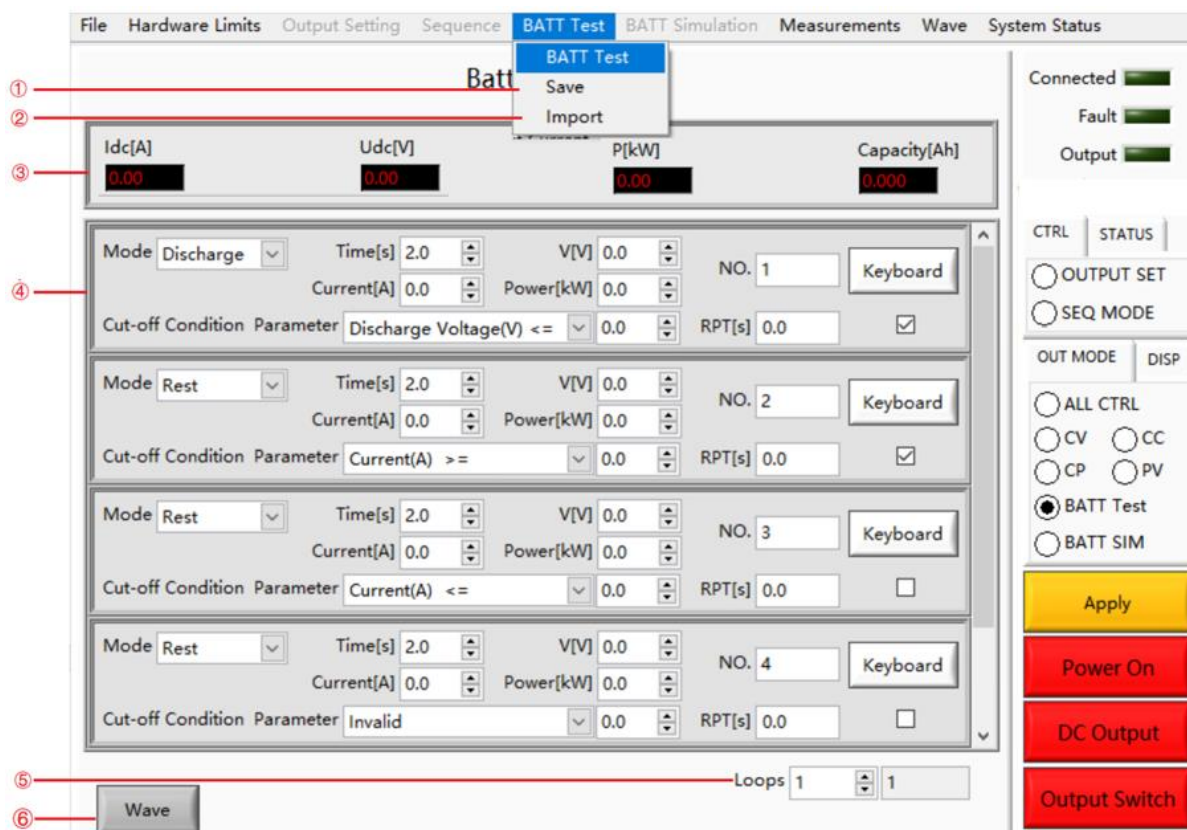 File Hardware Limits Output Setting Sequence BATT Test BATT Simulation Measurements Wave System Status
BATT Test
① Save
② Import
Batt
Connected
Fault
Output
③ Idc[A] Udc[V] P[kW] Capacity[Ah]
0.00 0.00 0.00 0.000
④ Mode Discharge Time[s] 2.0 V[V] 0.0 NO. 1 Keyboard
Current[A] 0.0 Power[kW] 0.0
Cut-off Condition Parameter Discharge Voltage(V) <= 0.0 RPT[s] 0.0
Mode Rest Time[s] 2.0 V[V] 0.0 NO. 2 Keyboard
Current[A] 0.0 Power[kW] 0.0
Cut-off Condition Parameter Current(A) >= 0.0 RPT[s] 0.0
Mode Rest Time[s] 2.0 V[V] 0.0 NO. 3 Keyboard
Current[A] 0.0 Power[kW] 0.0
Cut-off Condition Parameter Current(A) <= 0.0 RPT[s] 0.0
Mode Rest Time[s] 2.0 V[V] 0.0 NO. 4 Keyboard
Current[A] 0.0 Power[kW] 0.0
Cut-off Condition Parameter Invalid 0.0 RPT[s] 0.0
⑤ Loops 1 1
⑥ Wave
CTRL STATUS
OUTPUT SET
SEQ MODE
OUT MODE DISP
ALL CTRL
CV CC
CP PV
BATT Test
BATT SIM
Apply
Power On
DC Output
Output Switch